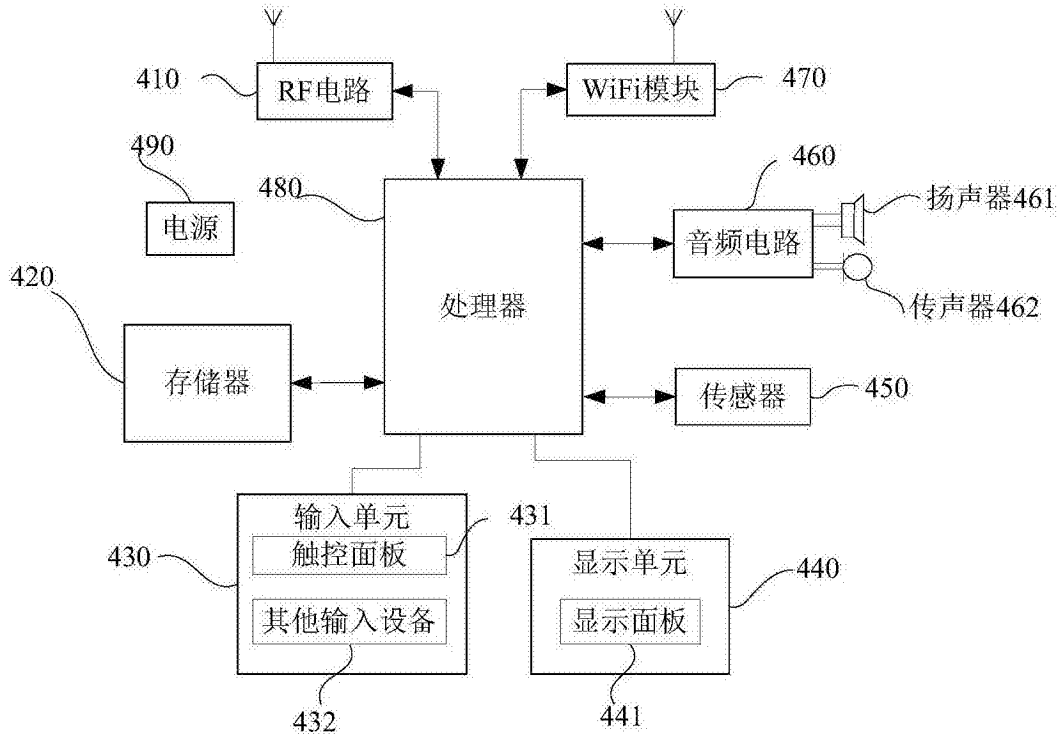 410
RF电路
WiFi模块
470
490
电源
480
处理器
460
音频电路
扬声器461
传声器462
420
存储器
传感器
450
输入单元
431
触控面板
430
其他输入设备
432
显示单元
440
显示面板
441